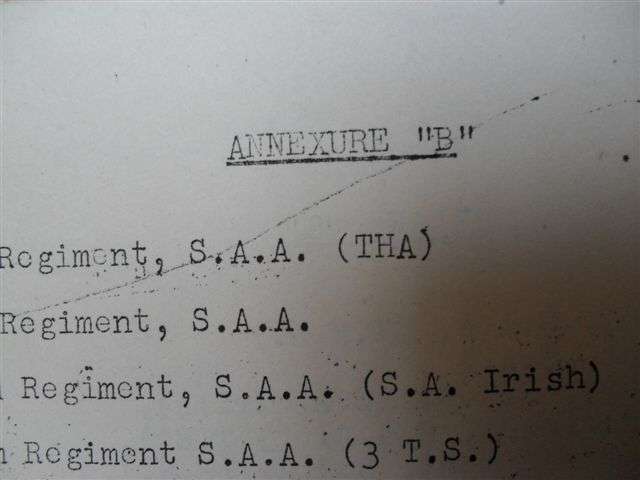 ANNEXURE "B"
Regiment, S.A.A. (THA)
Regiment, S.A.A.
Regiment, S.A.A. (S.A. Irish)
Regiment S.A.A. (3 T.S.)